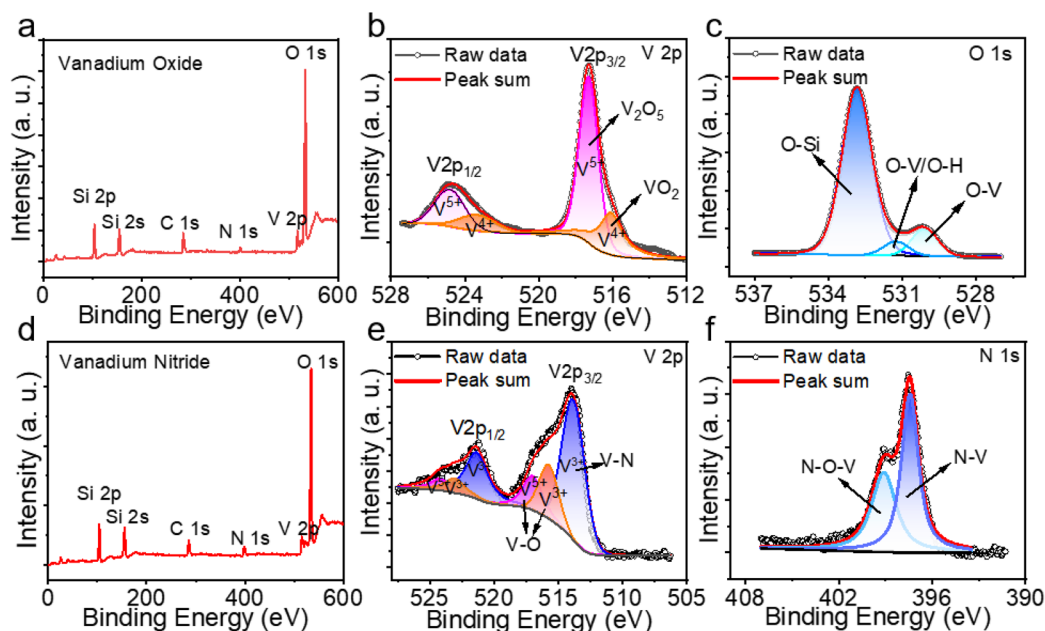 a
Vanadium Oxide
O 1s
Si 2p
Si 2s
C 1s
N 1s
V 2p
Intensity (a. u.)
0 200 400 600
Binding Energy (eV)
b
Raw data
Peak sum
V 2p
V2p₃/₂
V₂O₅
V⁵⁺
V2p₁/₂
V⁵⁺
V⁴⁺
VO₂
V⁴⁺
Intensity (a. u.)
528 524 520 516 512
Binding Energy (eV)
c
Raw data
Peak sum
O 1s
O-Si
O-V/O-H
O-V
Intensity (a. u.)
537 534 531 528
Binding Energy (eV)
d
Vanadium Nitride
O 1s
Si 2p
Si 2s
C 1s
N 1s
V 2p
Intensity (a. u.)
0 200 400 600
Binding Energy (eV)
e
Raw data
Peak sum
V 2p
V2p₃/₂
V2p₁/₂
V³⁺
V⁵⁺
V³⁺
V⁵⁺
V³⁺
V³⁺
V-N
V-O
Intensity (a. u.)
525 520 515 510 505
Binding Energy (eV)
f
Raw data
Peak sum
N 1s
N-O-V
N-V
Intensity (a. u.)
408 402 396 390
Binding Energy (eV)